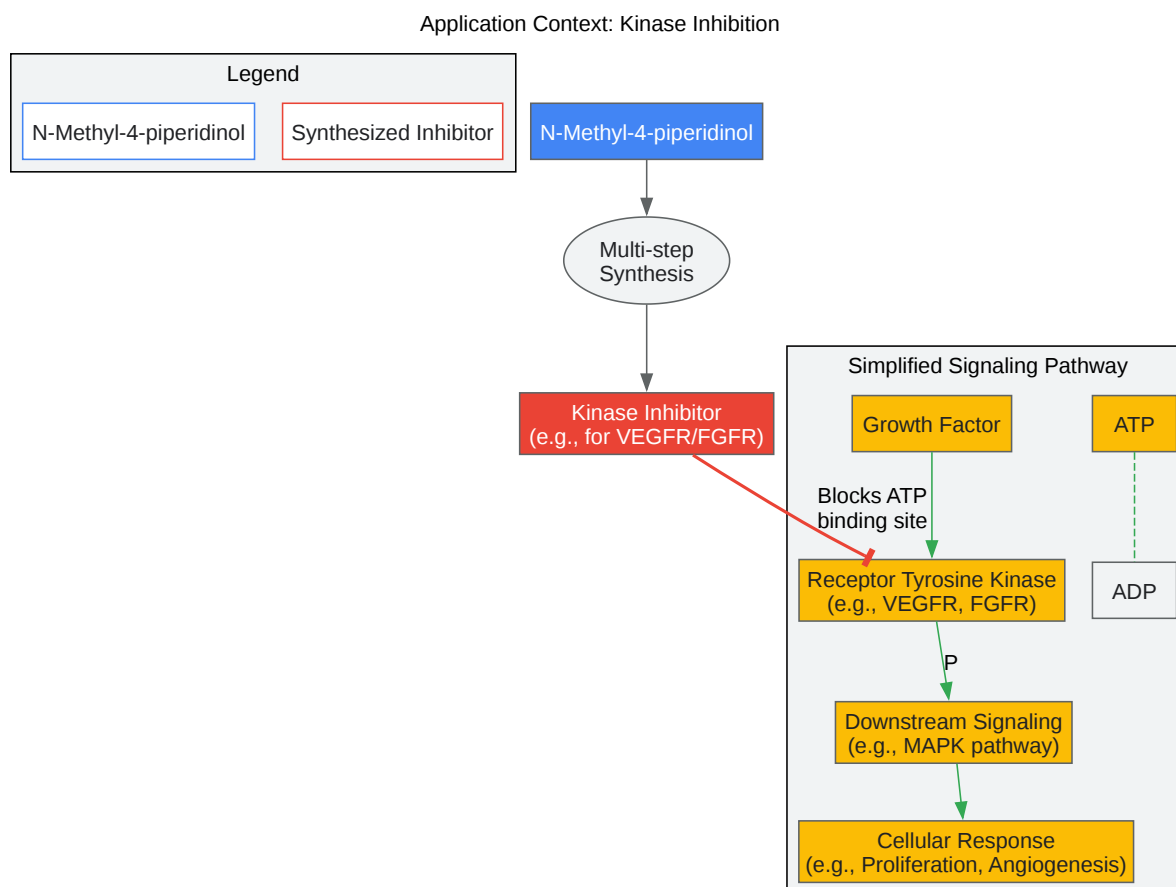 Application Context: Kinase Inhibition
Legend
N-Methyl-4-piperidinol
Synthesized Inhibitor
N-Methyl-4-piperidinol
Multi-step
Synthesis
Kinase Inhibitor
(e.g., for VEGFR/FGFR)
Simplified Signaling Pathway
Growth Factor
ATP
Blocks ATP
binding site
Receptor Tyrosine Kinase
(e.g., VEGFR, FGFR)
ADP
P
Downstream Signaling
(e.g., MAPK pathway)
Cellular Response
(e.g., Proliferation, Angiogenesis)